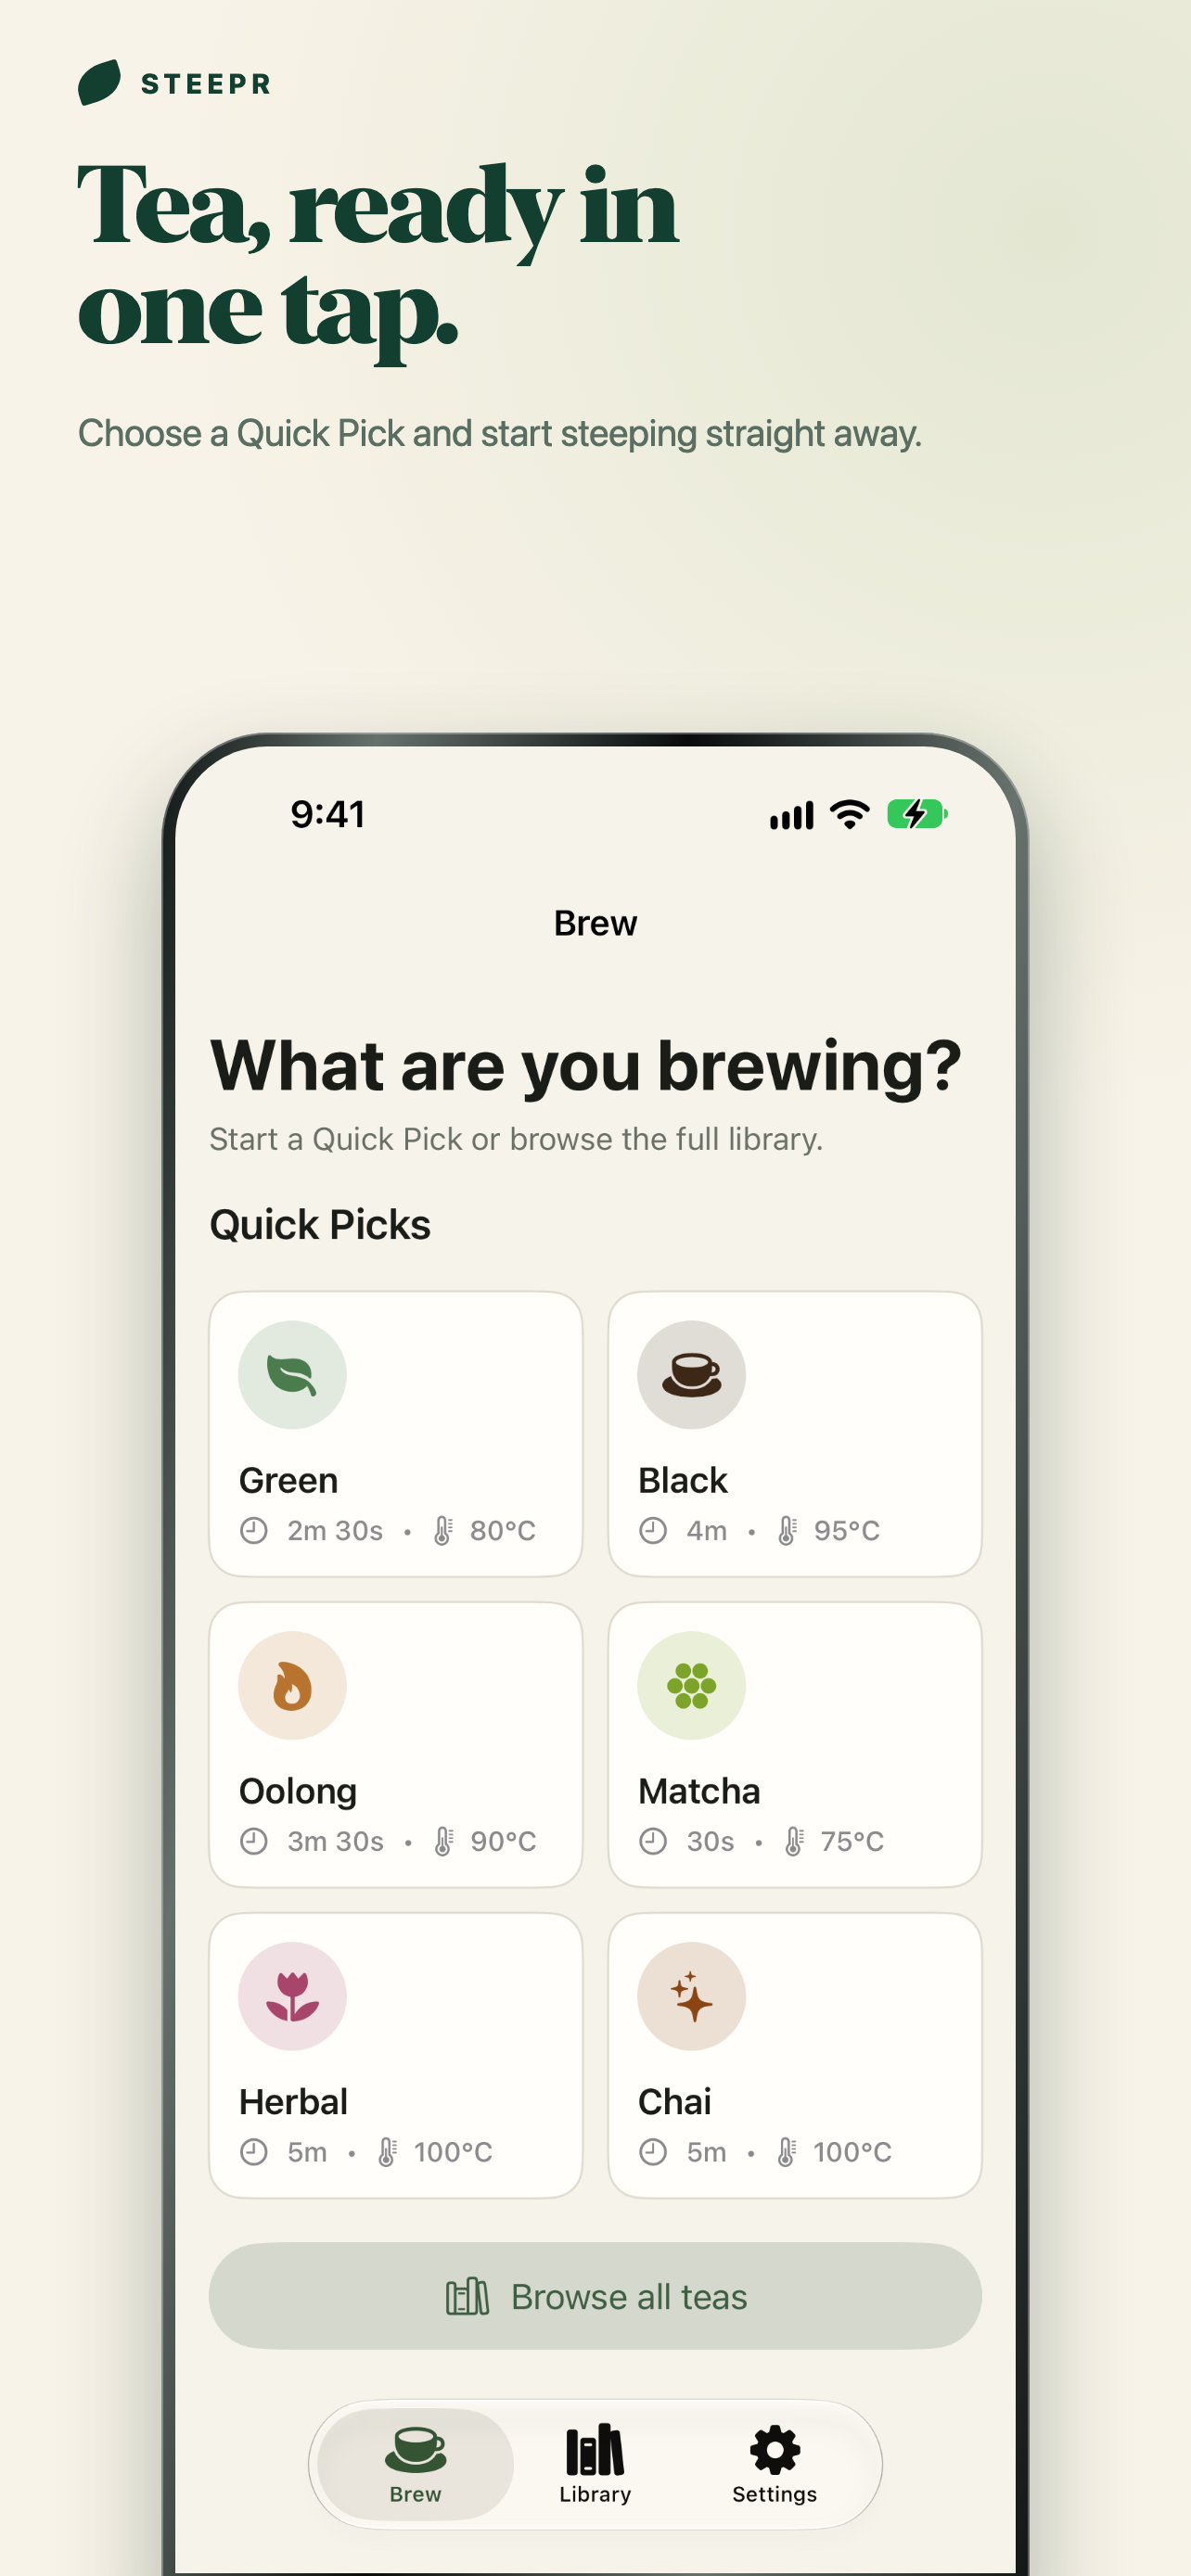 STEEPR
Tea, ready in
one tap.
Choose a Quick Pick and start steeping straight away.
9:41
Brew
What are you brewing?
Start a Quick Pick or browse the full library.
Quick Picks
Green
2m 30s • 80°C
Black
4m • 95°C
Oolong
3m 30s • 90°C
Matcha
30s • 75°C
Herbal
5m • 100°C
Chai
5m • 100°C
Browse all teas
Brew
Library
Settings